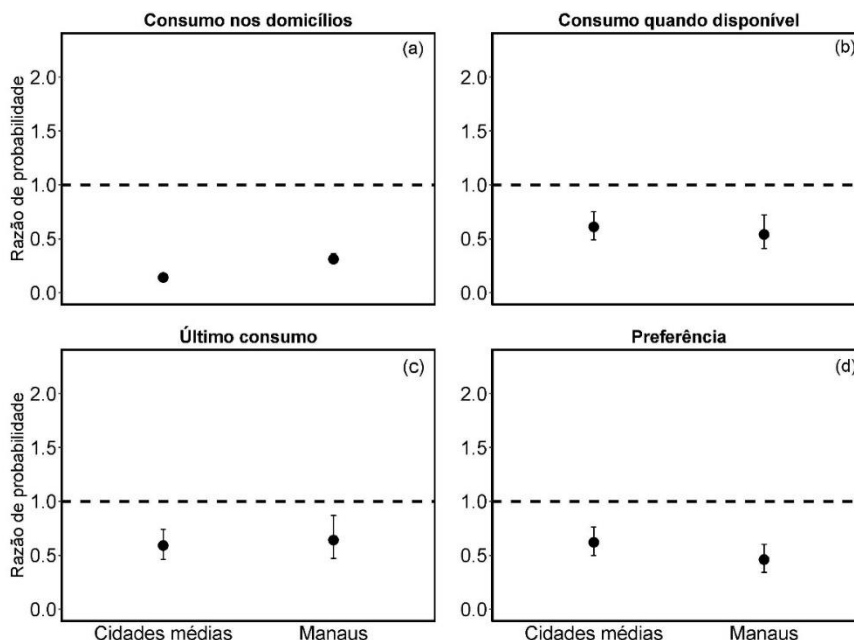 Consumo nos domicílios
(a)
Razão de probabilidade
2.0
1.5
1.0
0.5
0.0
Consumo quando disponível
(b)
2.0
1.5
1.0
0.5
0.0
Último consumo
(c)
Razão de probabilidade
2.0
1.5
1.0
0.5
0.0
Cidades médias Manaus
Preferência
(d)
2.0
1.5
1.0
0.5
0.0
Cidades médias Manaus